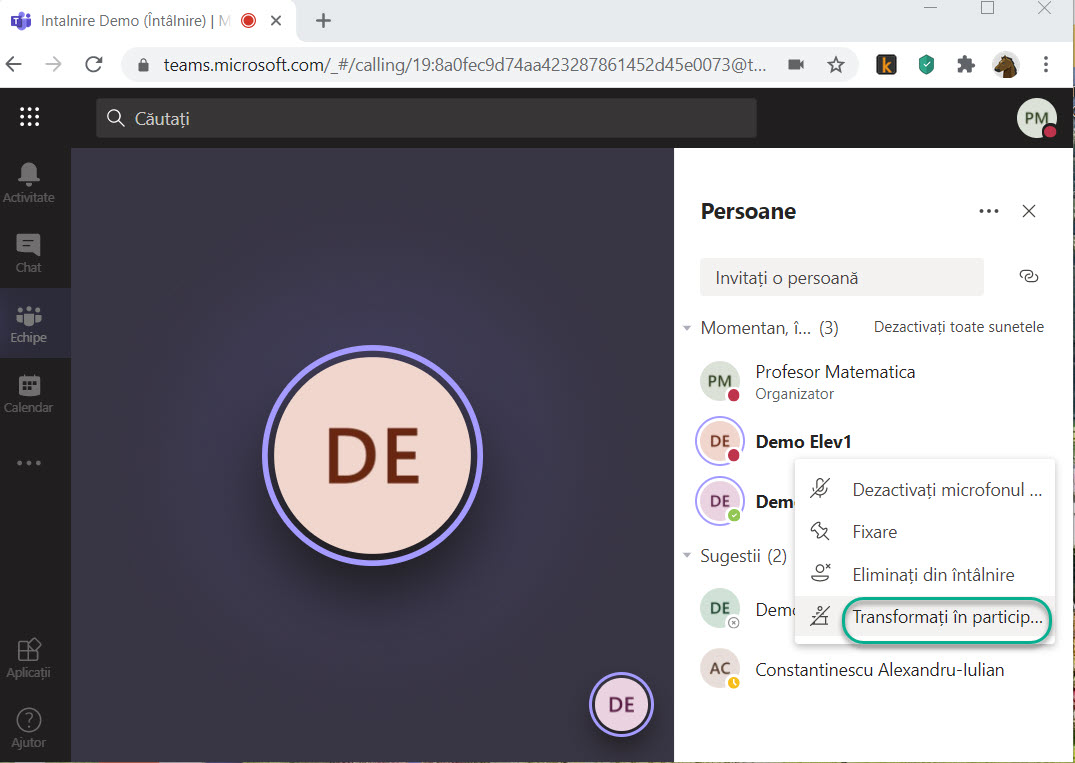 Intalnire Demo (Întâlnire) | M
teams.microsoft.com/_#/calling/19:8a0fec9d74aa423287861452d45e0073@t...
k
Căutați
PM
Activitate
Chat
Echipe
Calendar
Aplicații
Ajutor
DE
DE
Persoane
Invitați o persoană
Momentan, î... (3)
Dezactivați toate sunetele
PM
Profesor Matematica
Organizator
DE
Demo Elev1
DE
Dem
Dezactivați microfonul ...
Fixare
Eliminați din întâlnire
Transformați în particip...
Sugestii (2)
DE
Demo
AC
Constantinescu Alexandru-Iulian